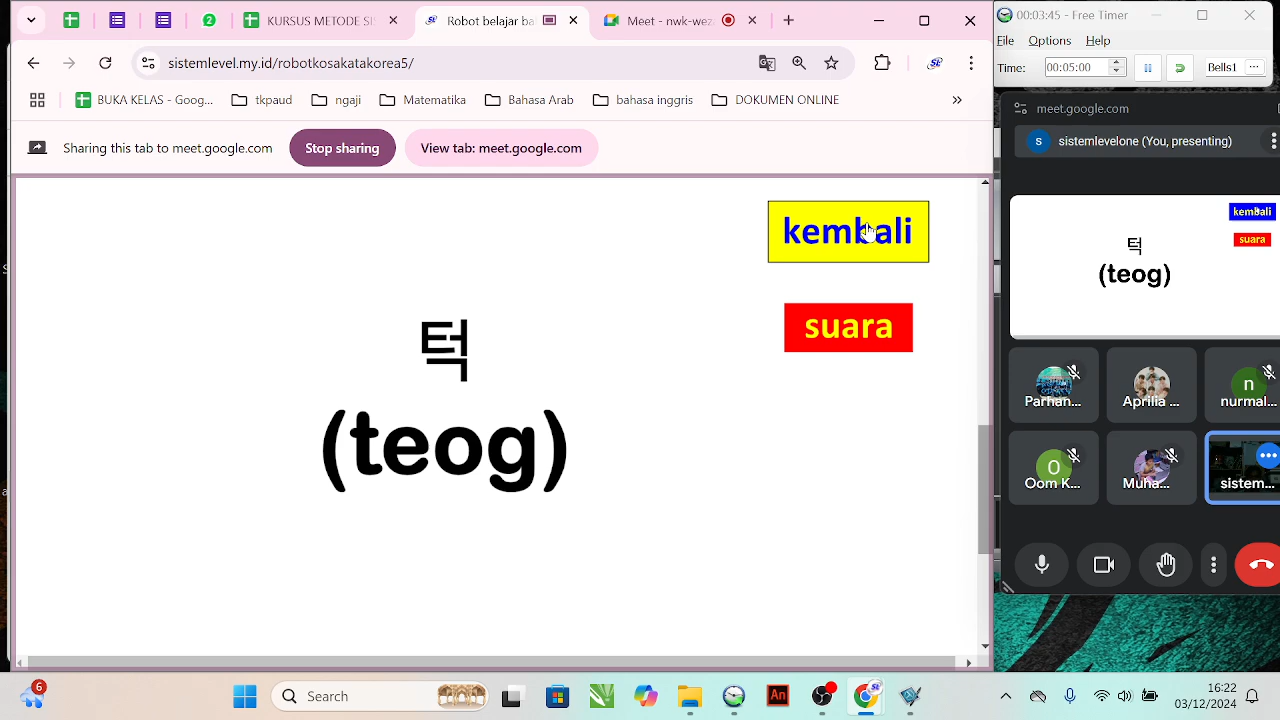 KURSUS METODE SI
Robot belajar ba
Meet - nwk-wez
sistemlevel.my.id/robotkosakatakorea5/
BUKA KELAS - Goog...
tkpaud
ngaji
Matematika
Bahasa Arab
bahasa inggris
DOKUMEN ONLINE
Sharing this tab to meet.google.com
Stop sharing
View tab: meet.google.com
kembali
suara
턱
(teog)
00:03:45 - Free Timer
File
Options
Help
Time:
00:05:00
Bells1
...
meet.google.com
s
sistemlevelone (You, presenting)
kembali
suara
턱
(teog)
Parhan...
Aprilia ...
n
nurmal...
O
Oom K...
Muha...
sistem...
6
Search
An
16:22
03/12/2024